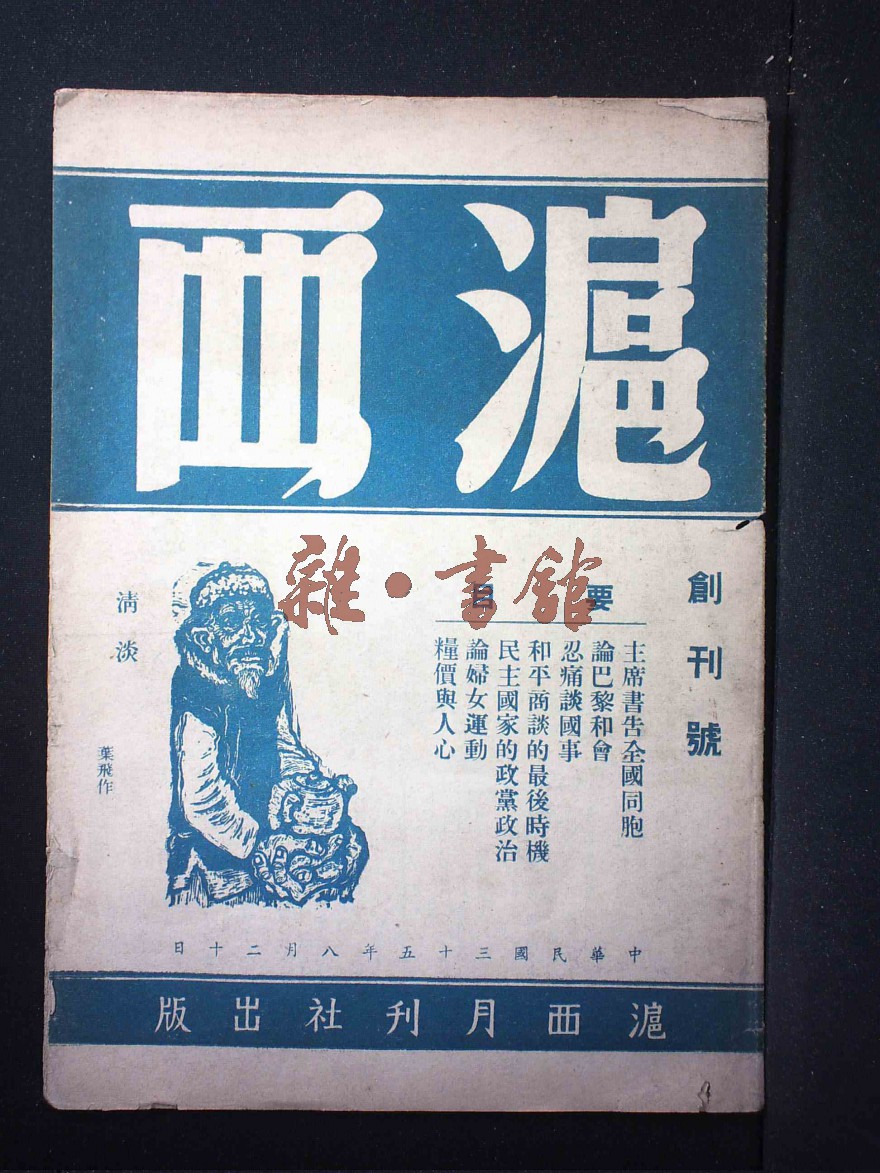 滬西
創刊號
要目
主席書告全國同胞
論巴黎和會
忍痛談國事
和平商談的最後時機
民主國家的政黨政治
論婦女運動
糧價與人心
雜·書館
清淡
葉飛作
中華民國三十五年八月二十日
滬西月刊社出版